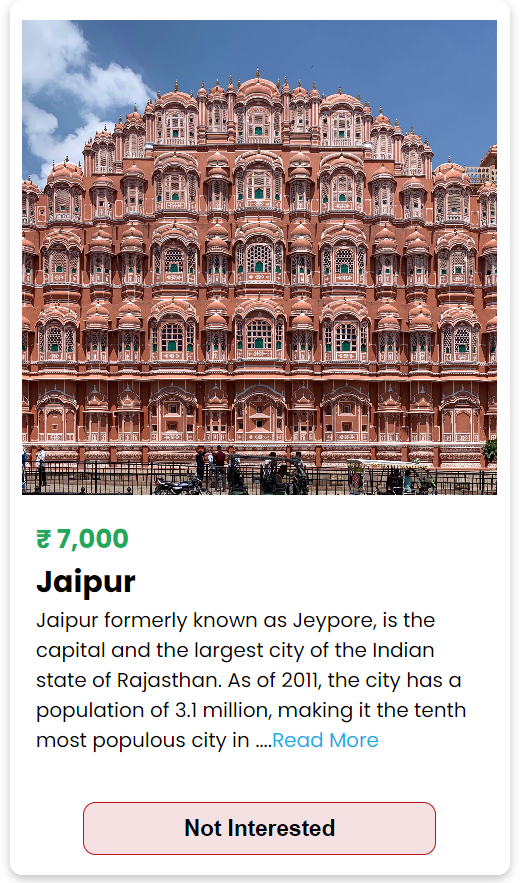 ₹ 7,000
Jaipur
Jaipur formerly known as Jeypore, is the
capital and the largest city of the Indian
state of Rajasthan. As of 2011, the city has a
population of 3.1 million, making it the tenth
most populous city in ....Read More
Not Interested